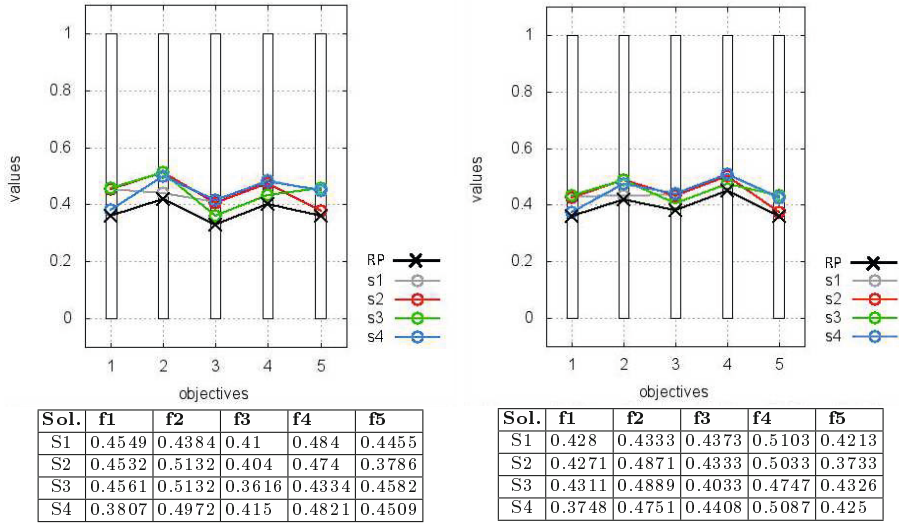 1
0.8
0.6
0.4
0.2
0
values
1 2 3 4 5
objectives
RP
s1
s2
s3
s4
Sol. f1 f2 f3 f4 f5
S1 0.4549 0.4384 0.41 0.484 0.4455
S2 0.4532 0.5132 0.404 0.474 0.3786
S3 0.4561 0.5132 0.3616 0.4334 0.4582
S4 0.3807 0.4972 0.415 0.4821 0.4509
1
0.8
0.6
0.4
0.2
0
values
1 2 3 4 5
objectives
RP
s1
s2
s3
s4
Sol. f1 f2 f3 f4 f5
S1 0.428 0.4333 0.4373 0.5103 0.4213
S2 0.4271 0.4871 0.4333 0.5033 0.3733
S3 0.4311 0.4889 0.4033 0.4747 0.4326
S4 0.3748 0.4751 0.4408 0.5087 0.425